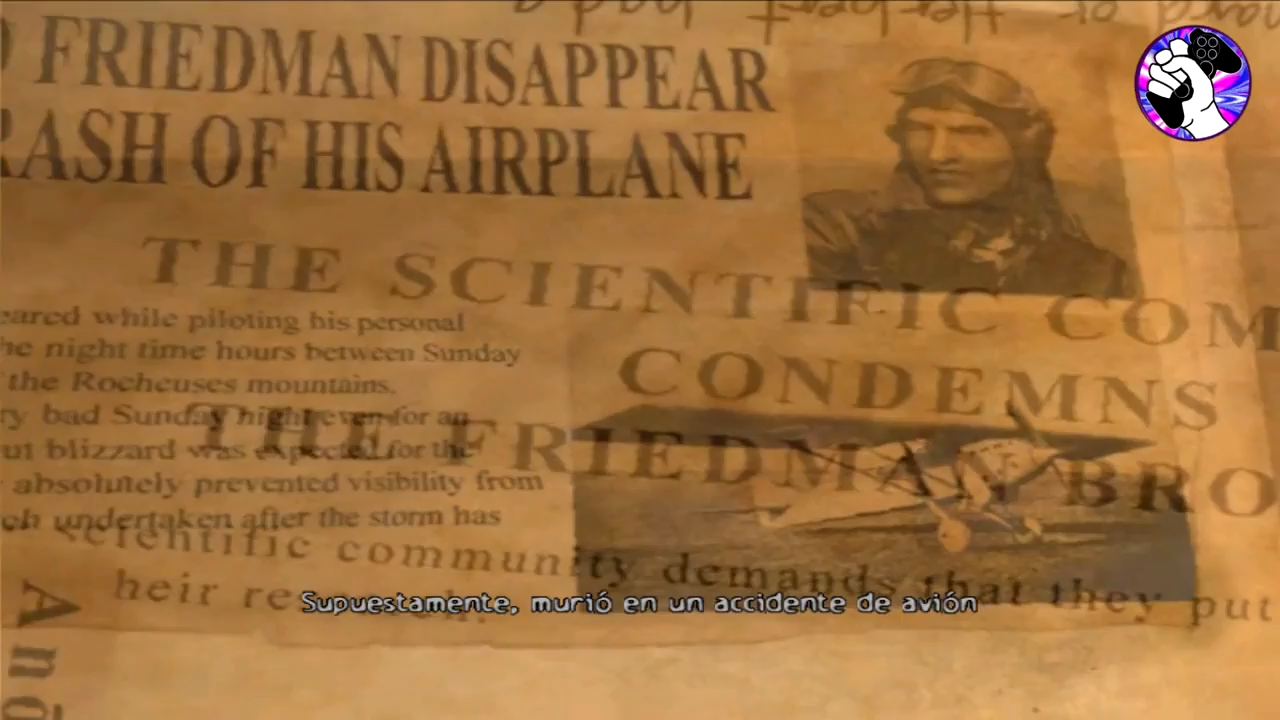 FRIEDMAN DISAPPEAR
RASH OF HIS AIRPLANE
THE SCIENTIFIC COM
CONDEMNS
THE FRIEDMAN BRO
eared while piloting his personal
he night time hours between Sunday
the Rocheuses mountains.
ry bad Sunday night even for an
ut blizzard was expected for the
absolutely prevented visibility from
ch undertaken after the storm has
scientific community demands that they put
heir
Supuestamente, murió en un accidente de avión